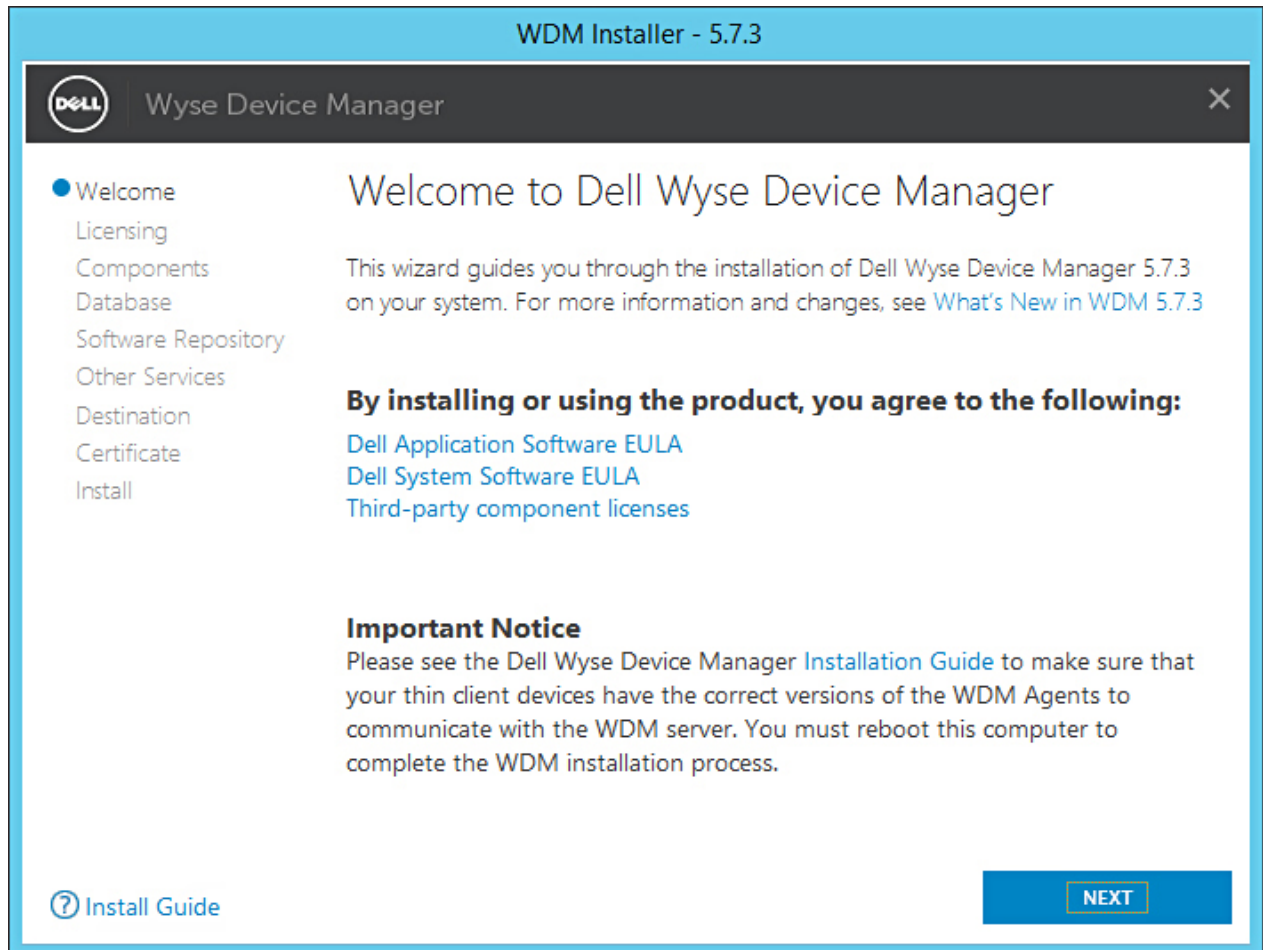 WDM Installer - 5.7.3
DELL
Wyse Device Manager
Welcome
Licensing
Components
Database
Software Repository
Other Services
Destination
Certificate
Install
Welcome to Dell Wyse Device Manager
This wizard guides you through the installation of Dell Wyse Device Manager 5.7.3
on your system. For more information and changes, see What's New in WDM 5.7.3
By installing or using the product, you agree to the following:
Dell Application Software EULA
Dell System Software EULA
Third-party component licenses
Important Notice
Please see the Dell Wyse Device Manager Installation Guide to make sure that
your thin client devices have the correct versions of the WDM Agents to
communicate with the WDM server. You must reboot this computer to
complete the WDM installation process.
? Install Guide
NEXT